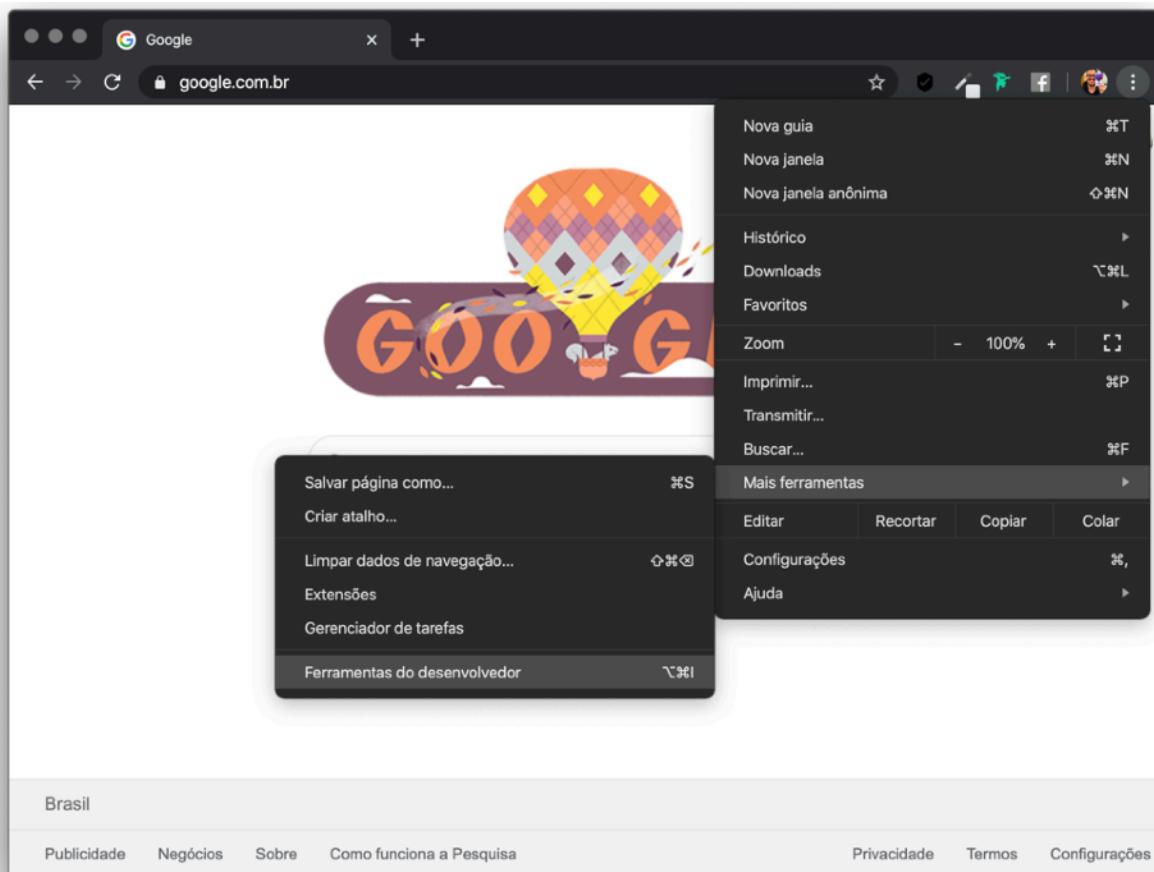 Google
google.com.br
Nova guia ⌘T
Nova janela ⌘N
Nova janela anônima ⇧⌘N
Histórico
Downloads ⌥⌘L
Favoritos
Zoom - 100% +
Imprimir... ⌘P
Transmitir...
Buscar... ⌘F
Mais ferramentas
Editar Recortar Copiar Colar
Configurações ⌘,
Ajuda
GOO G
Salvar página como... ⌘S
Criar atalho...
Limpar dados de navegação... ⇧⌘⌫
Extensões
Gerenciador de tarefas
Ferramentas do desenvolvedor ⌥⌘I
Brasil
Publicidade Negócios Sobre Como funciona a Pesquisa Privacidade Termos Configurações